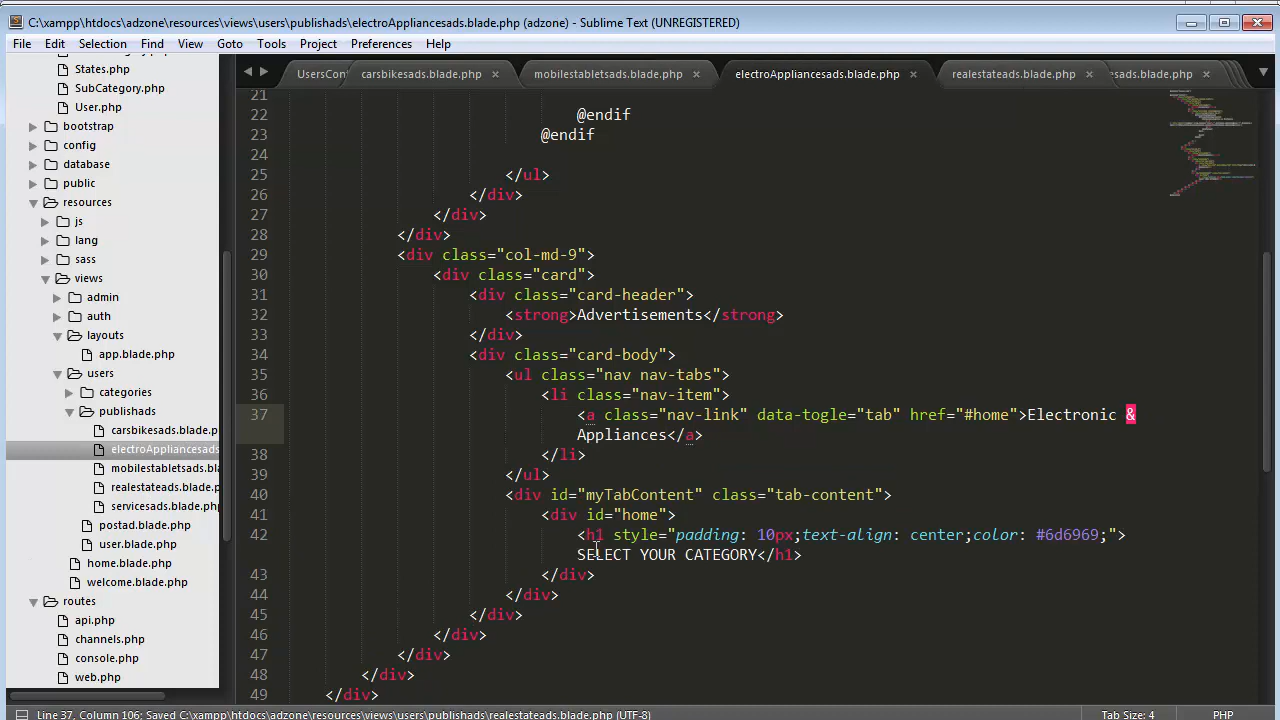 C:\xampp\htdocs\adzone\resources\views\users\publishads\electroAppliancesads.blade.php (adzone) - Sublime Text (UNREGISTERED)
File Edit Selection Find View Goto Tools Project Preferences Help
States.php
SubCategory.php
User.php
bootstrap
config
database
public
resources
js
lang
sass
views
admin
auth
layouts
app.blade.php
users
categories
publishads
carsbikesads.blade.p
electroAppliancesads
mobilestabletsads.bla
realestateads.blade.p
servicesads.blade.ph
postad.blade.php
user.blade.php
home.blade.php
welcome.blade.php
routes
api.php
channels.php
console.php
web.php
UsersCont carsbikesads.blade.php × mobilestabletsads.blade.php × electroAppliancesads.blade.php × realestateads.blade.php × esads.blade.php ×
21
22 @endif
23 @endif
24
25 </ul>
26 </div>
27 </div>
28 </div>
29 <div class="col-md-9">
30 <div class="card">
31 <div class="card-header">
32 <strong>Advertisements</strong>
33 </div>
34 <div class="card-body">
35 <ul class="nav nav-tabs">
36 <li class="nav-item">
37 <a class="nav-link" data-togle="tab" href="#home">Electronic &
Appliances</a>
38 </li>
39 </ul>
40 <div id="myTabContent" class="tab-content">
41 <div id="home">
42 <h1 style="padding: 10px;text-align: center;color: #6d6969;">
SELECT YOUR CATEGORY</h1>
43 </div>
44 </div>
45 </div>
46 </div>
47 </div>
48 </div>
49 </div>
Line 37, Column 106; Saved C:\xampp\htdocs\adzone\resources\views\users\publishads\realestateads.blade.php (UTF-8) Tab Size: 4 PHP